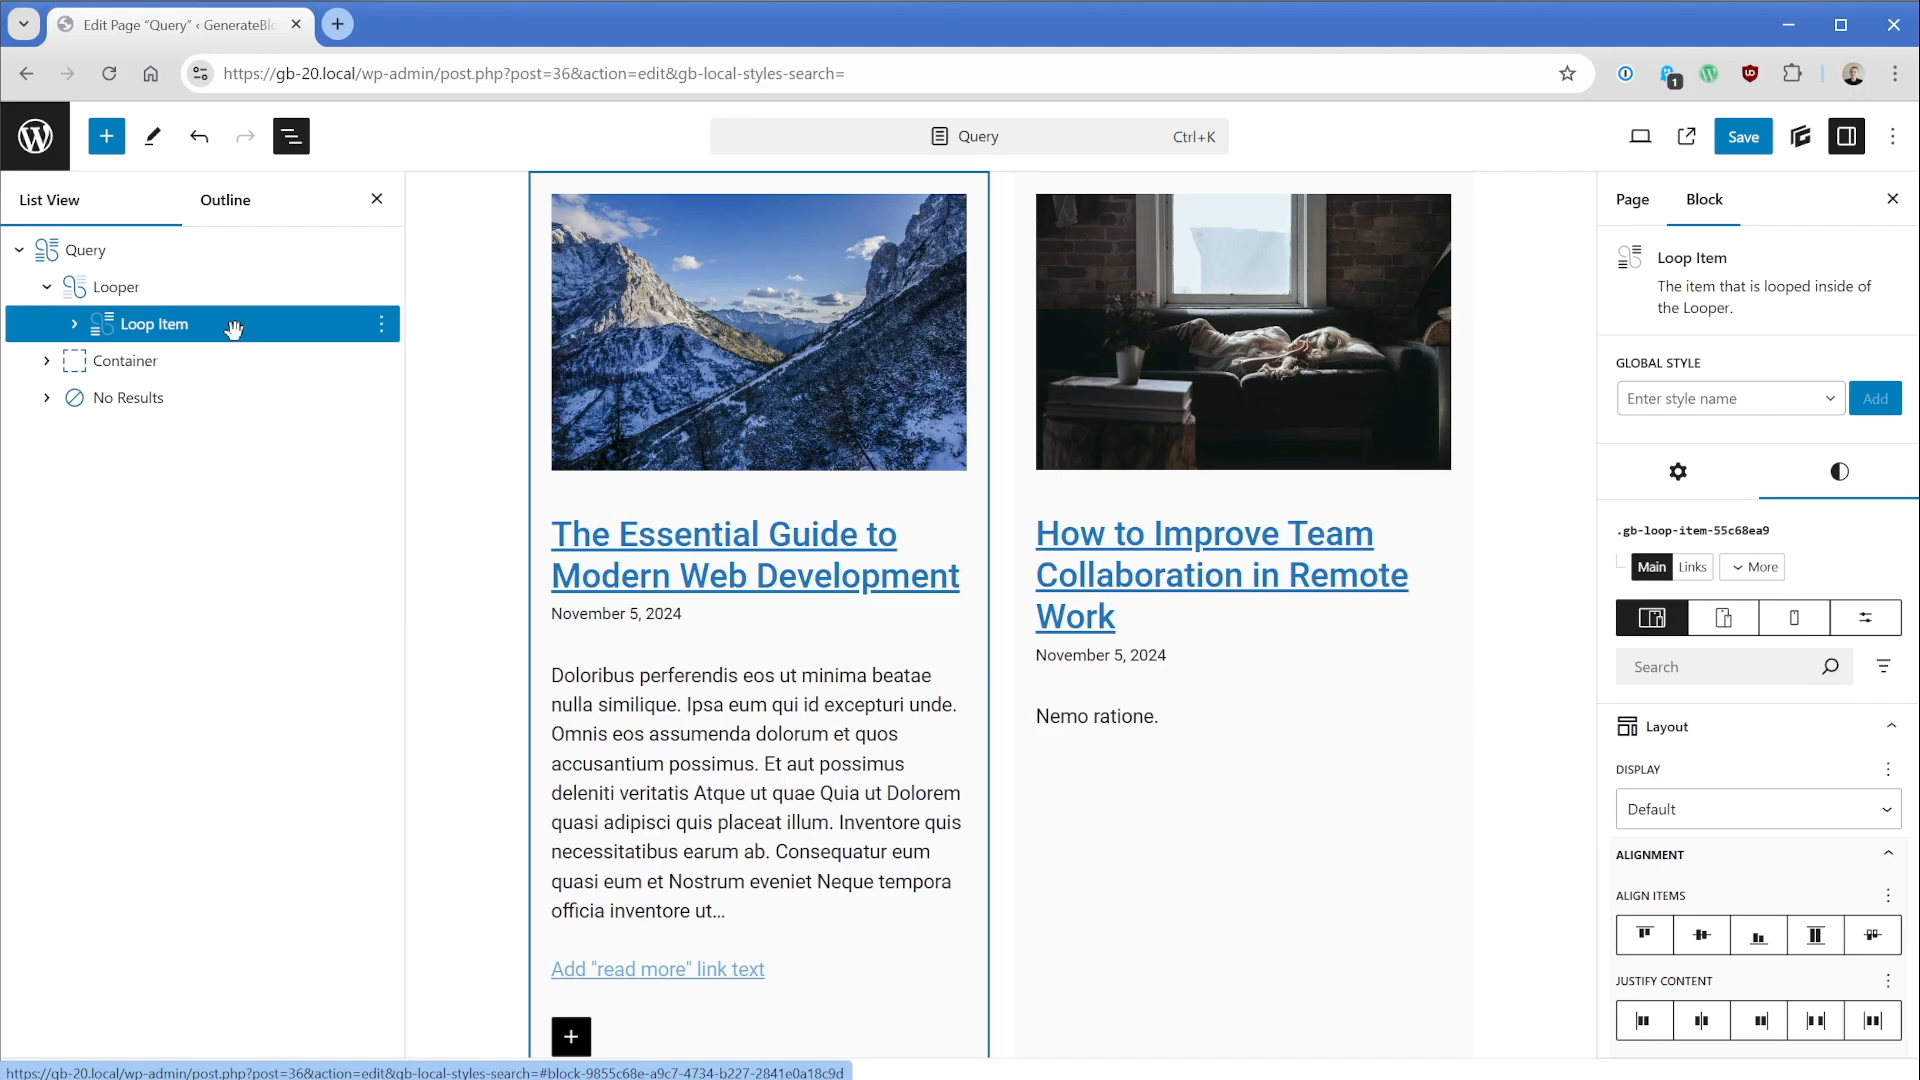 Edit Page “Query” ‹ GenerateBlo
https://gb-20.local/wp-admin/post.php?post=36&action=edit&gb-local-styles-search=
1
Query
Ctrl+K
Save
List View
Outline
Query
Looper
Loop Item
Container
No Results
The Essential Guide to
Modern Web Development
November 5, 2024
Doloribus perferendis eos ut minima beatae
nulla similique. Ipsa eum qui id excepturi unde.
Omnis eos assumenda dolorum et quos
accusantium possimus. Et aut possimus
deleniti veritatis Atque ut quae Quia ut Dolorem
quasi adipisci quis placeat illum. Inventore quis
necessitatibus earum ab. Consequatur eum
quasi eum et Nostrum eveniet Neque tempora
officia inventore ut...
Add "read more" link text
How to Improve Team
Collaboration in Remote
Work
November 5, 2024
Nemo ratione.
Page
Block
Loop Item
The item that is looped inside of
the Looper.
GLOBAL STYLE
Enter style name
Add
.gb-loop-item-55c68ea9
Main
Links
More
Search
Layout
DISPLAY
Default
ALIGNMENT
ALIGN ITEMS
JUSTIFY CONTENT
https://gb-20.local/wp-admin/post.php?post=36&action=edit&gb-local-styles-search=#block-9855c68e-a9c7-4734-b227-2841e0a18c9d